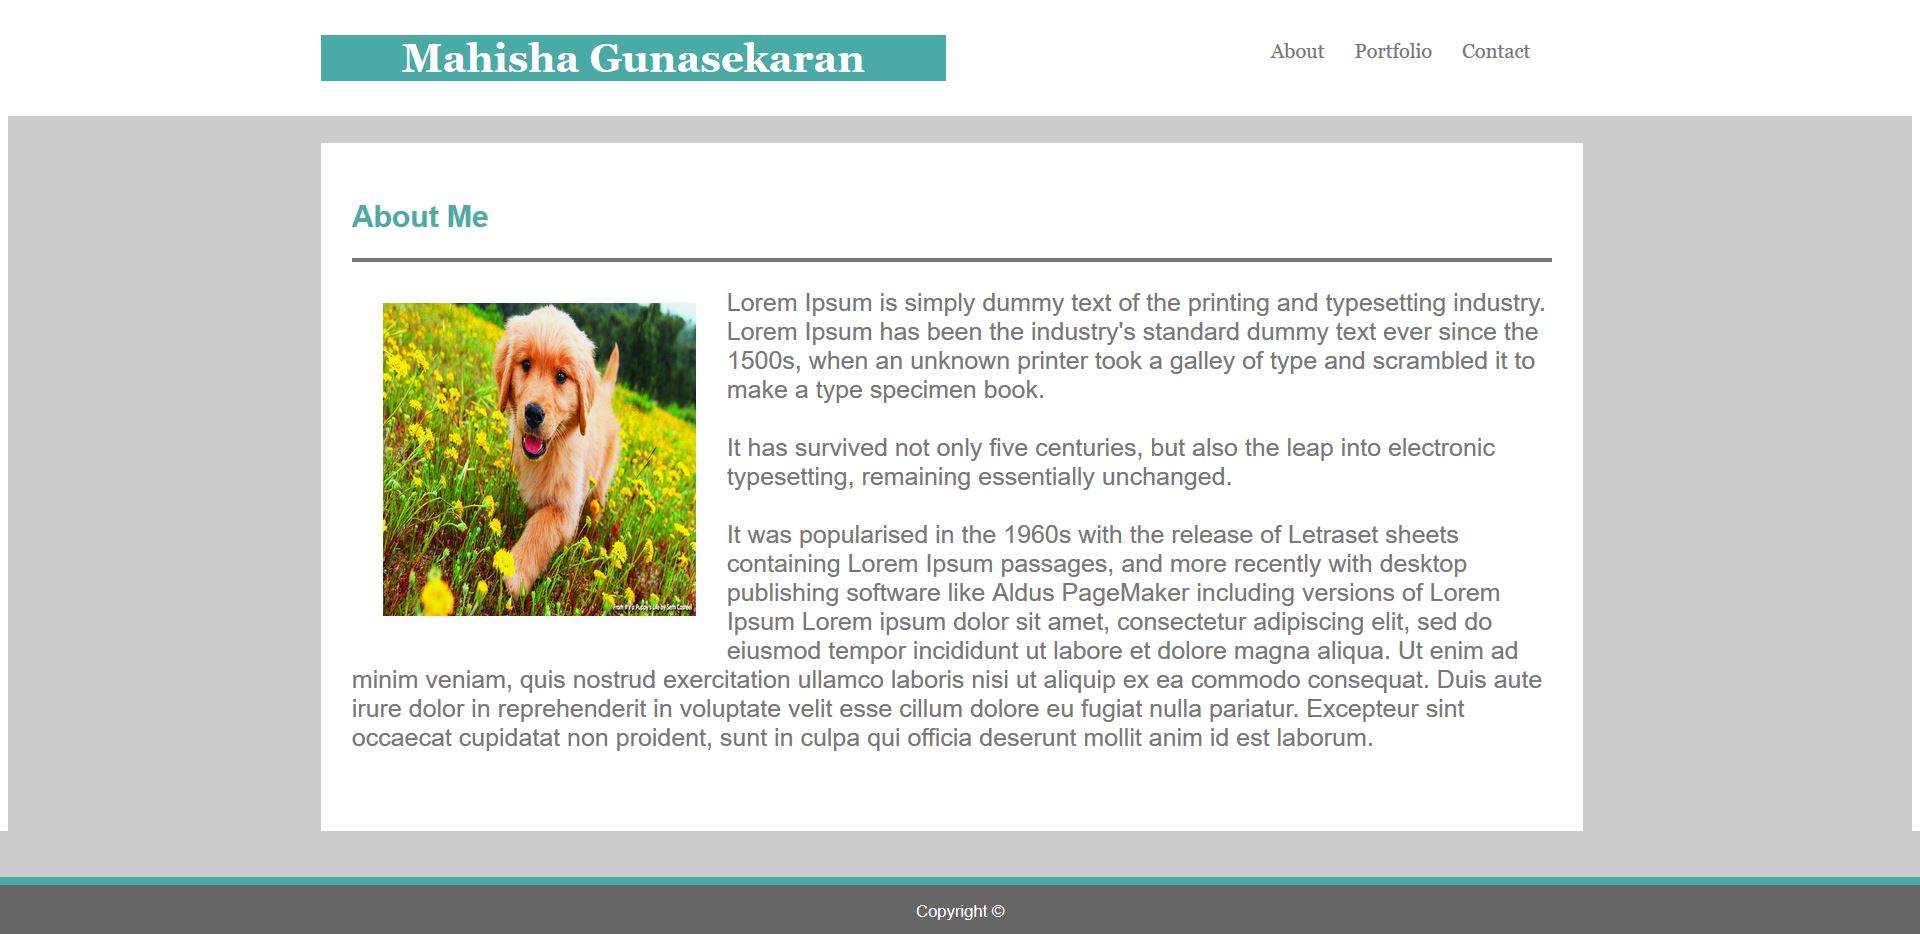 Mahisha Gunasekaran
About Portfolio Contact
About Me
Lorem Ipsum is simply dummy text of the printing and typesetting industry.
Lorem Ipsum has been the industry's standard dummy text ever since the
1500s, when an unknown printer took a galley of type and scrambled it to
make a type specimen book.
It has survived not only five centuries, but also the leap into electronic
typesetting, remaining essentially unchanged.
It was popularised in the 1960s with the release of Letraset sheets
containing Lorem Ipsum passages, and more recently with desktop
publishing software like Aldus PageMaker including versions of Lorem
Ipsum Lorem ipsum dolor sit amet, consectetur adipiscing elit, sed do
eiusmod tempor incididunt ut labore et dolore magna aliqua. Ut enim ad
minim veniam, quis nostrud exercitation ullamco laboris nisi ut aliquip ex ea commodo consequat. Duis aute
irure dolor in reprehenderit in voluptate velit esse cillum dolore eu fugiat nulla pariatur. Excepteur sint
occaecat cupidatat non proident, sunt in culpa qui officia deserunt mollit anim id est laborum.
From It's a Puppy's Life by Seth Casteel
Copyright ©